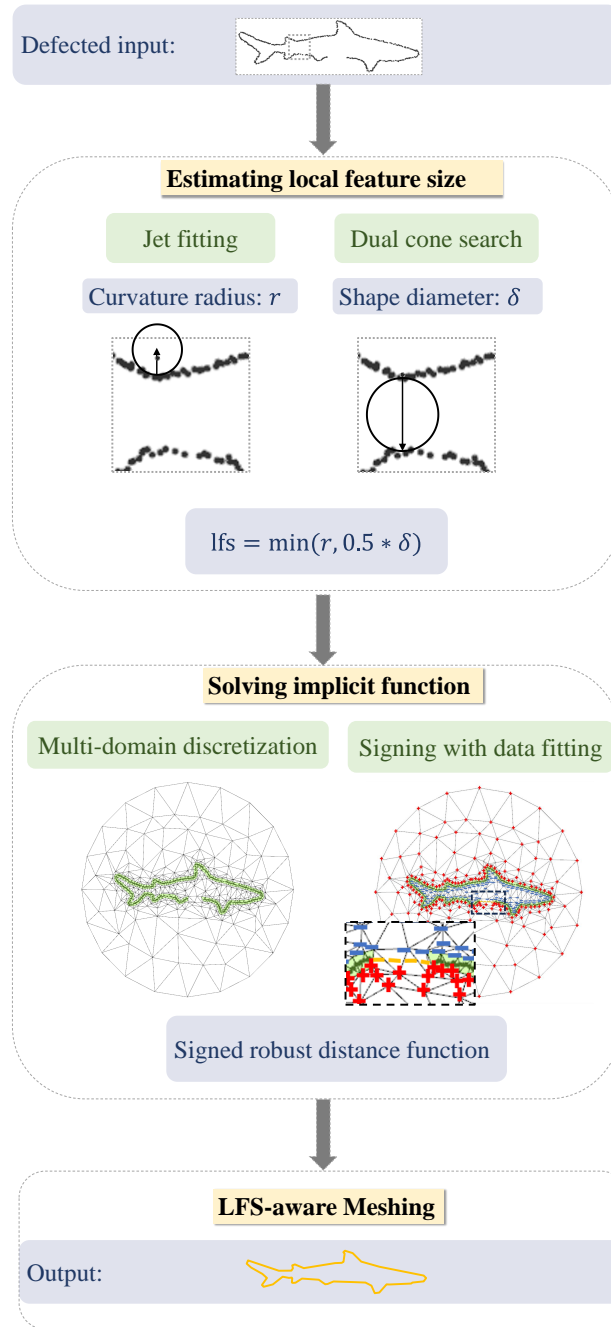 Defected input:
Estimating local feature size
Jet fitting
Dual cone search
Curvature radius: r
Shape diameter: δ
lfs = min(r, 0.5 * δ)
Solving implicit function
Multi-domain discretization
Signing with data fitting
Signed robust distance function
LFS-aware Meshing
Output: